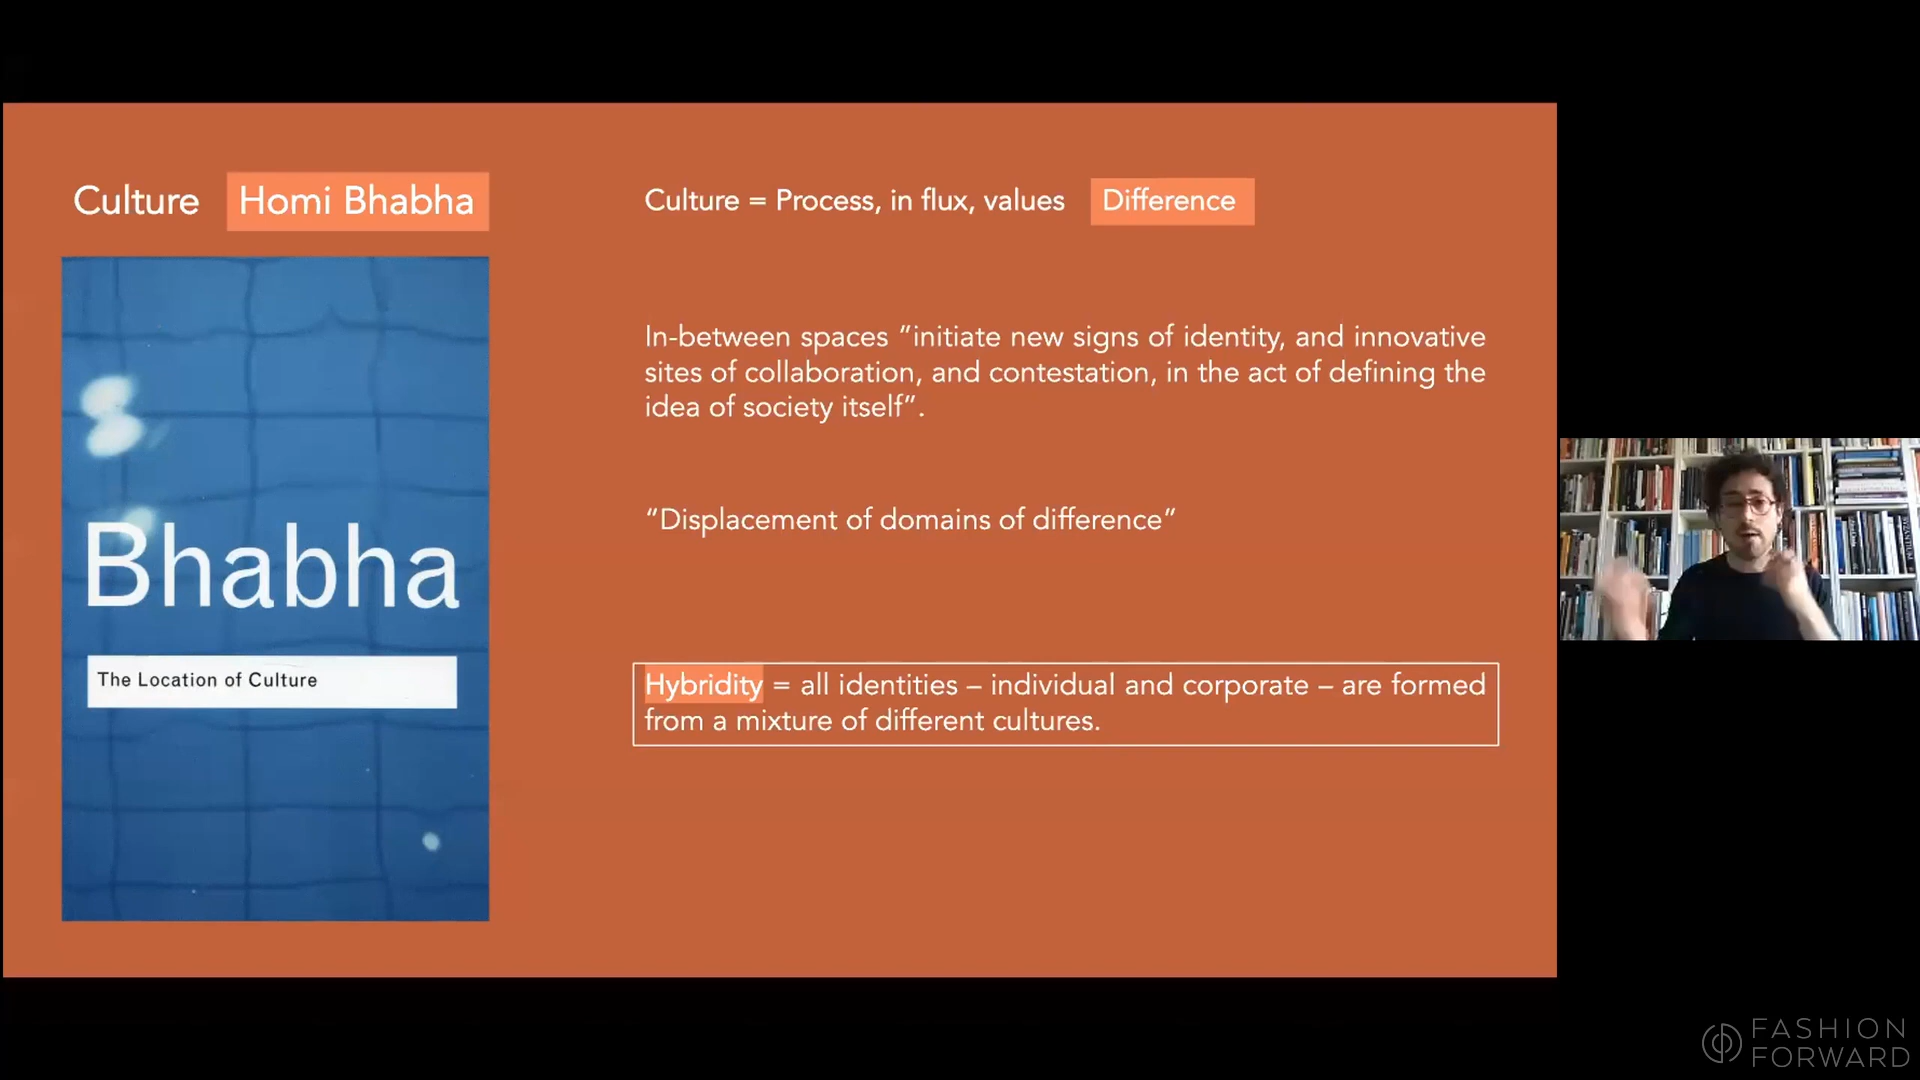 Culture Homi Bhabha
Bhabha
The Location of Culture
Culture = Process, in flux, values Difference
In-between spaces “initiate new signs of identity, and innovative
sites of collaboration, and contestation, in the act of defining the
idea of society itself”.
“Displacement of domains of difference”
Hybridity = all identities – individual and corporate – are formed
from a mixture of different cultures.
FASHION
FORWARD